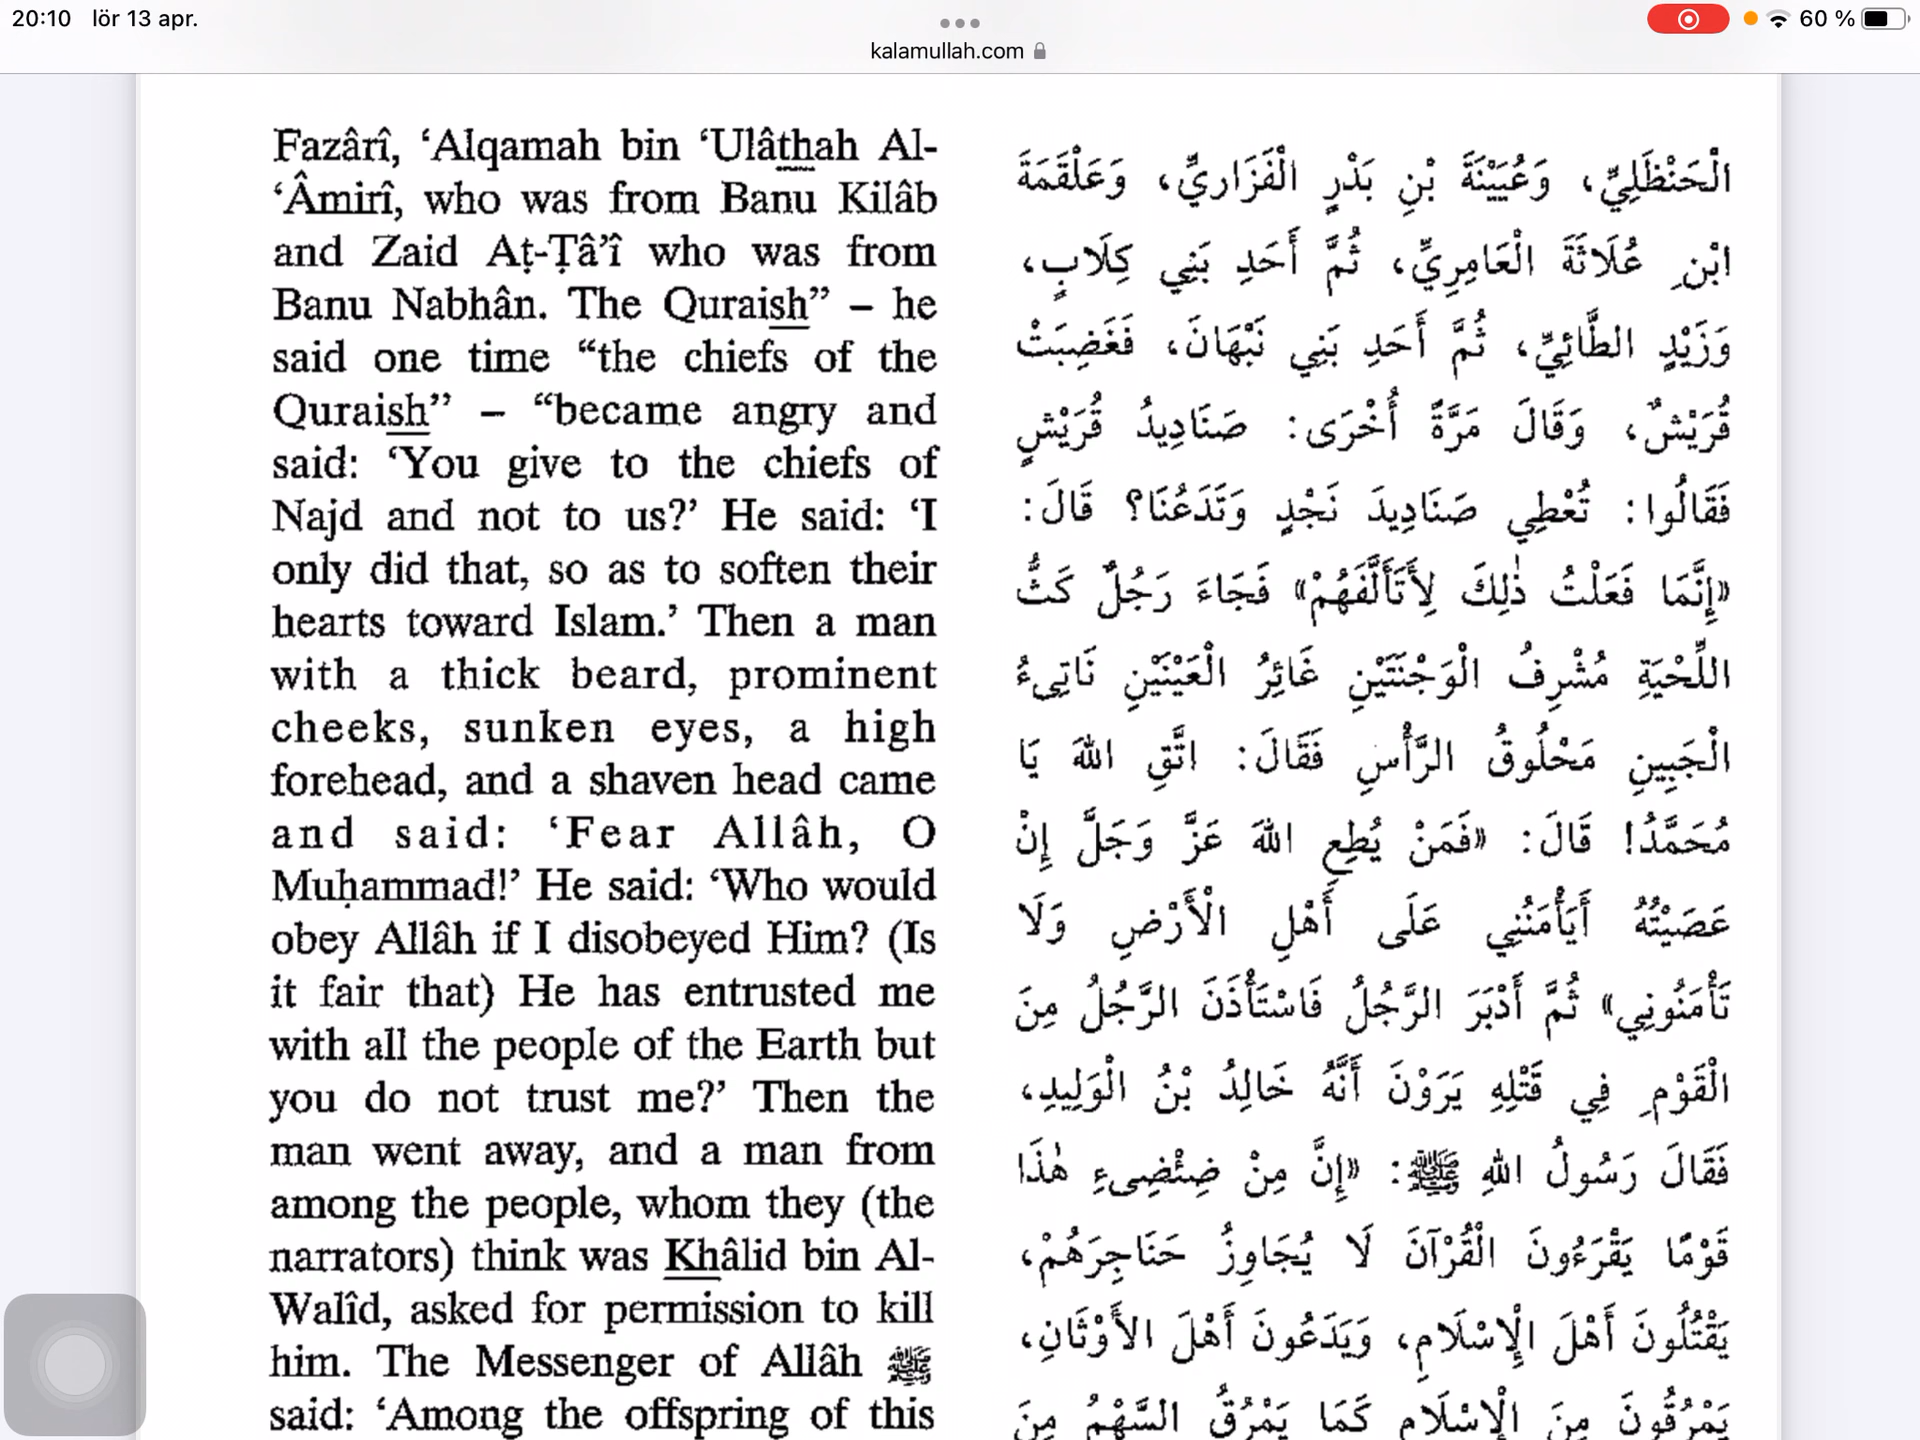 20:10 lör 13 apr.
60 %
kalamullah.com
Fazârî, ‘Alqamah bin ‘Ulâthah Al-
‘Âmirî, who was from Banu Kilâb
and Zaid Aṭ-Ṭâ’î who was from
Banu Nabhân. The Quraish” – he
said one time “the chiefs of the
Quraish” – “became angry and
said: ‘You give to the chiefs of
Najd and not to us?’ He said: ‘I
only did that, so as to soften their
hearts toward Islam.’ Then a man
with a thick beard, prominent
cheeks, sunken eyes, a high
forehead, and a shaven head came
and said: ‘Fear Allâh, O
Muḥammad!’ He said: ‘Who would
obey Allâh if I disobeyed Him? (Is
it fair that) He has entrusted me
with all the people of the Earth but
you do not trust me?’ Then the
man went away, and a man from
among the people, whom they (the
narrators) think was Khâlid bin Al-
Walîd, asked for permission to kill
him. The Messenger of Allâh ﷺ
said: ‘Among the offspring of this
الْحَنْظَلِيِّ، وَعُيَيْنَةَ بْنِ بَدْرٍ الْفَزَارِيِّ، وَعَلْقَمَةَ
ابْنِ عُلَاثَةَ الْعَامِرِيِّ، ثُمَّ أَحَدِ بَنِي كِلَابٍ،
وَزَيْدٍ الطَّائِيِّ، ثُمَّ أَحَدِ بَنِي نَبْهَانَ، فَغَضِبَتْ
قُرَيْشٌ، وَقَالَ مَرَّةً أُخْرَى: صَنَادِيدُ قُرَيْشٍ
فَقَالُوا: تُعْطِي صَنَادِيدَ نَجْدٍ وَتَدَعُنَا؟ قَالَ:
«إِنَّمَا فَعَلْتُ ذٰلِكَ لِأَتَأَلَّفَهُمْ» فَجَاءَ رَجُلٌ كَثُّ
اللِّحْيَةِ مُشْرِفُ الْوَجْنَتَيْنِ غَائِرُ الْعَيْنَيْنِ نَاتِىءُ
الْجَبِينِ مَحْلُوقُ الرَّأْسِ فَقَالَ: اتَّقِ اللهَ يَا
مُحَمَّدُ! قَالَ: «فَمَنْ يُطِعِ اللهَ عَزَّ وَجَلَّ إِنْ
عَصَيْتُهُ أَيَأْمَنُنِي عَلَى أَهْلِ الْأَرْضِ وَلَا
تَأْمَنُونِي» ثُمَّ أَدْبَرَ الرَّجُلُ فَاسْتَأْذَنَ الرَّجُلُ مِنَ
الْقَوْمِ فِي قَتْلِهِ يَرَوْنَ أَنَّهُ خَالِدُ بْنُ الْوَلِيدِ،
فَقَالَ رَسُولُ اللهِ ﷺ: «إِنَّ مِنْ ضِئْضِىءِ هٰذَا
قَوْمًا يَقْرَءُونَ الْقُرْآنَ لَا يُجَاوِزُ حَنَاجِرَهُمْ،
يَقْتُلُونَ أَهْلَ الْإِسْلَامِ، وَيَدَعُونَ أَهْلَ الأَوْثَانِ،
يَمْرُقُونَ مِنَ الْإِسْلَامِ كَمَا يَمْرُقُ السَّهْمُ مِنَ